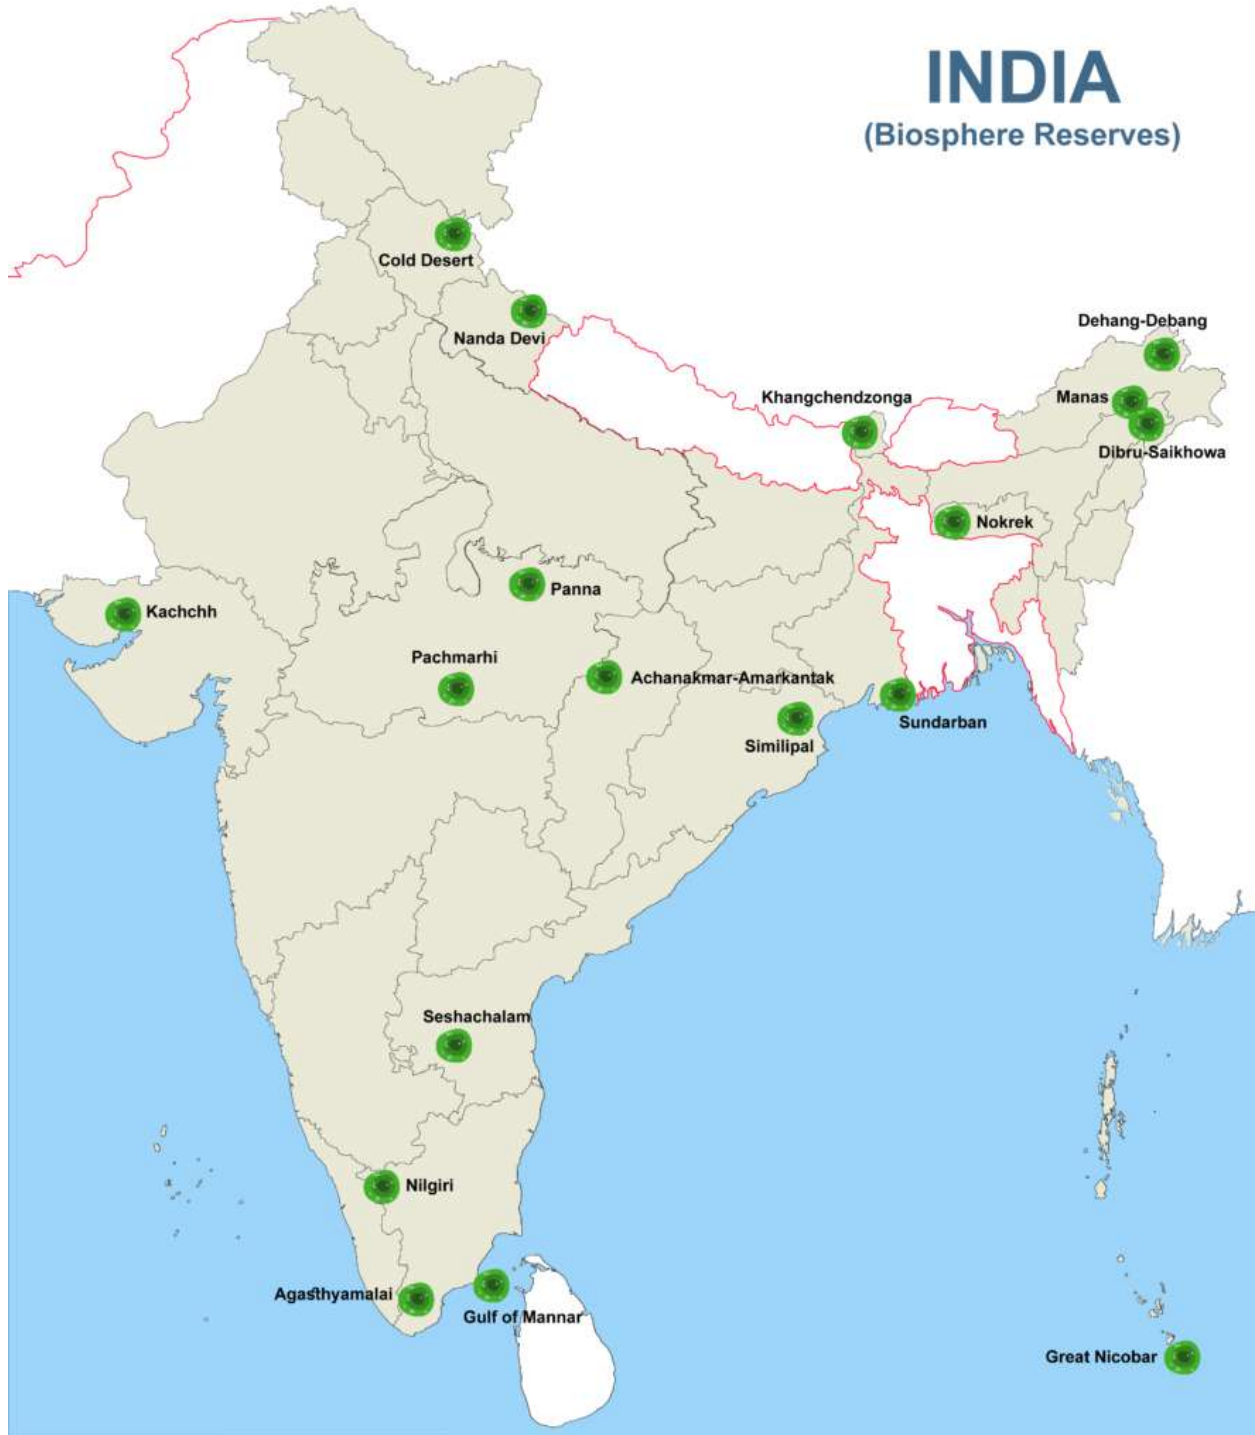 INDIA
(Biosphere Reserves)
Cold Desert
Nanda Devi
Dehang-Debang
Khangchendzonga
Manas
Dibru-Saikhowa
Nokrek
Panna
Kachchh
Pachmarhi
Achanakmar-Amarkantak
Sundarban
Similipal
Seshachalam
Nilgiri
Agasthyamalai
Gulf of Mannar
Great Nicobar